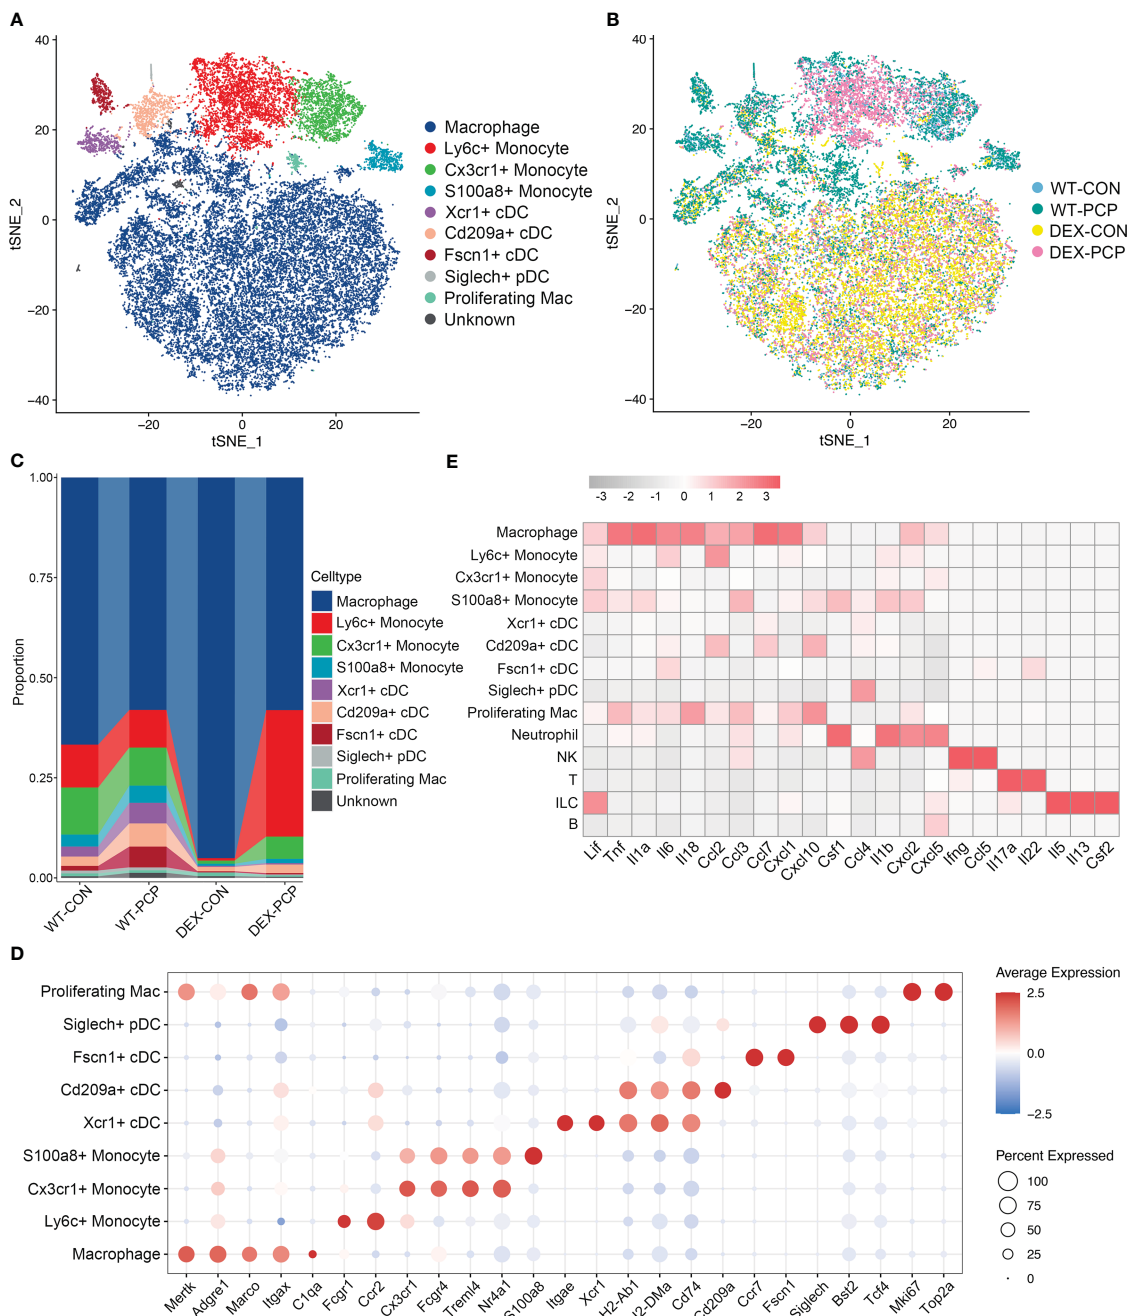 A
40
20
0
−20
−40
−20
0
20
tSNE_1
tSNE_2
Macrophage
Ly6c+ Monocyte
Cx3cr1+ Monocyte
S100a8+ Monocyte
Xcr1+ cDC
Cd209a+ cDC
Fscn1+ cDC
Siglech+ pDC
Proliferating Mac
Unknown
B
40
20
0
−20
−40
−20
0
20
tSNE_1
tSNE_2
WT-CON
WT-PCP
DEX-CON
DEX-PCP
C
1.00
0.75
0.50
0.25
0.00
Proportion
WT-CON
WT-PCP
DEX-CON
DEX-PCP
Celltype
Macrophage
Ly6c+ Monocyte
Cx3cr1+ Monocyte
S100a8+ Monocyte
Xcr1+ cDC
Cd209a+ cDC
Fscn1+ cDC
Siglech+ pDC
Proliferating Mac
Unknown
E
-3 -2 -1 0 1 2 3
Macrophage
Ly6c+ Monocyte
Cx3cr1+ Monocyte
S100a8+ Monocyte
Xcr1+ cDC
Cd209a+ cDC
Fscn1+ cDC
Siglech+ pDC
Proliferating Mac
Neutrophil
NK
T
ILC
B
Lif Tnf Il1a Il6 Il18 Ccl2 Ccl3 Ccl7 Cxcl1 Cxcl10 Csf1 Ccl4 Il1b Cxcl2 Cxcl5 Ifng Ccl5 Il17a Il22 Il5 Il13 Csf2
D
Proliferating Mac
Siglech+ pDC
Fscn1+ cDC
Cd209a+ cDC
Xcr1+ cDC
S100a8+ Monocyte
Cx3cr1+ Monocyte
Ly6c+ Monocyte
Macrophage
Mertk Adgre1 Marco Itgax C1qa Fcgr1 Ccr2 Cx3cr1 Fcgr4 Treml4 Nr4a1 S100a8 Itgae Xcr1 H2-Ab1 H2-DMa Cd74 Cd209a Ccr7 Fscn1 Siglech Bst2 Tcf4 Mki67 Top2a
Average Expression
2.5
0.0
−2.5
Percent Expressed
100
75
50
25
0